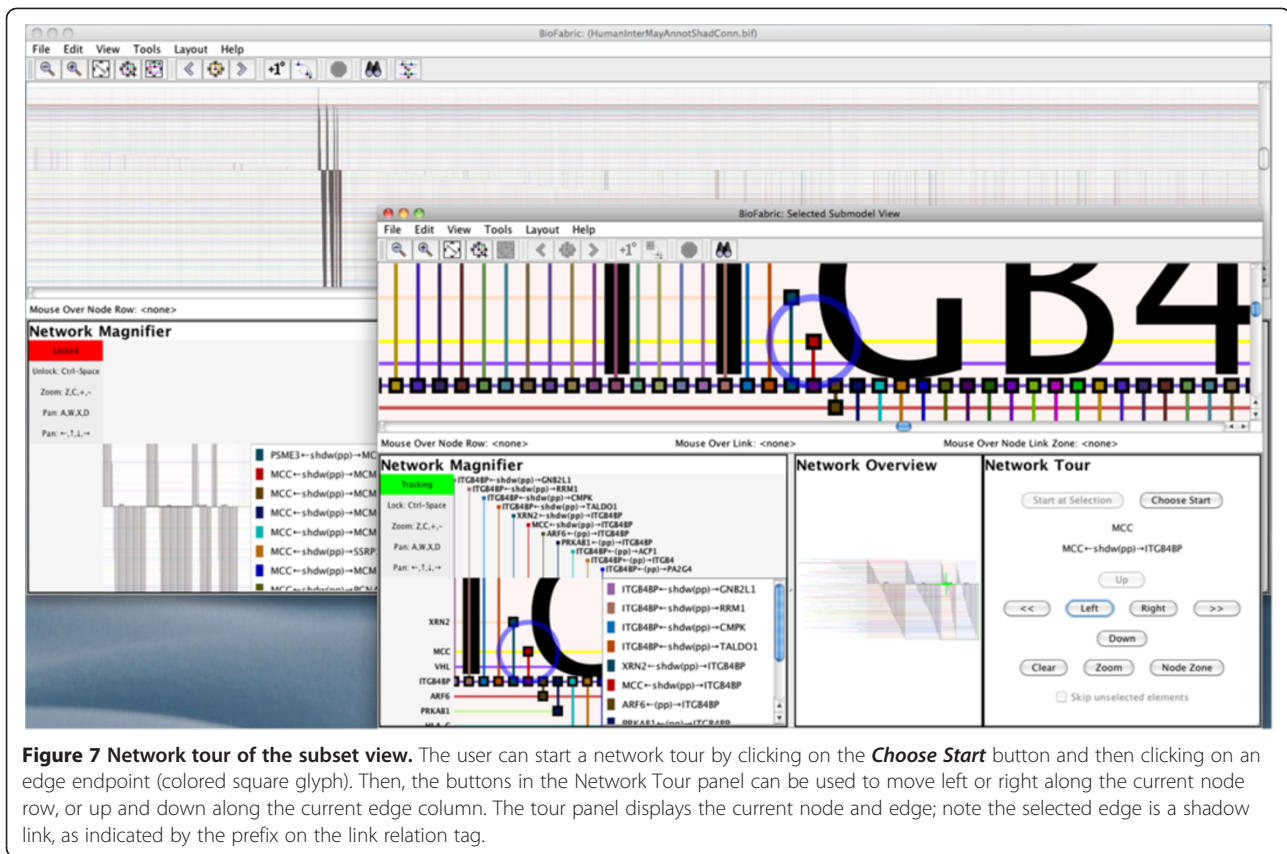 BioFabric: (HumanInterMayAnnotShadConn.bif)
File Edit View Tools Layout Help
+1°
Mouse Over Node Row: <none>
Network Magnifier
Locked
Unlock: Ctrl-Space
Zoom: Z,C,+,-
Pan: A,W,X,D
Pan: ←,↑,↓,→
PSME3←shdw(pp)→MC
MCC←shdw(pp)→MCM
MCC←shdw(pp)→MCM
MCC←shdw(pp)→MCM
MCC←shdw(pp)→MCM
MCC←shdw(pp)→SSRP
MCC←shdw(pp)→MCM
MCC←shdw(pp)→PCNA
BioFabric: Selected Submodel View
File Edit View Tools Layout Help
+1°
GB4
Mouse Over Node Row: <none> Mouse Over Link: <none> Mouse Over Node Link Zone: <none>
Network Magnifier
Tracking
Lock: Ctrl-Space
Zoom: Z,C,+,-
Pan: A,W,X,D
Pan: ←,↑,↓,→
ITGB4BP←shdw(pp)→GNB2L1
ITGB4BP←shdw(pp)→RRM1
ITGB4BP←shdw(pp)→CMPK
ITGB4BP←shdw(pp)→TALDO1
XRN2←shdw(pp)→ITGB4BP
MCC←shdw(pp)→ITGB4BP
ARF6←(pp)→ITGB4BP
PRKAB1←(pp)→ITGB4BP
ITGB4BP←(pp)→ACP1
ITGB4BP←(pp)→ITGB4
ITGB4BP←(pp)→PA2G4
XRN2
MCC
VHL
ITGB4BP
ARF6
PRKAB1
ITGB4BP←shdw(pp)→GNB2L1
ITGB4BP←shdw(pp)→RRM1
ITGB4BP←shdw(pp)→CMPK
ITGB4BP←shdw(pp)→TALDO1
XRN2←shdw(pp)→ITGB4BP
MCC←shdw(pp)→ITGB4BP
ARF6←(pp)→ITGB4BP
PRKAB1←(pp)→ITGB4BP
Network Overview
Network Tour
Start at Selection Choose Start
MCC
MCC←shdw(pp)→ITGB4BP
Up
<< Left Right >>
Down
Clear Zoom Node Zone
Skip unselected elements
Figure 7 Network tour of the subset view. The user can start a network tour by clicking on the Choose Start button and then clicking on an
edge endpoint (colored square glyph). Then, the buttons in the Network Tour panel can be used to move left or right along the current node
row, or up and down along the current edge column. The tour panel displays the current node and edge; note the selected edge is a shadow
link, as indicated by the prefix on the link relation tag.